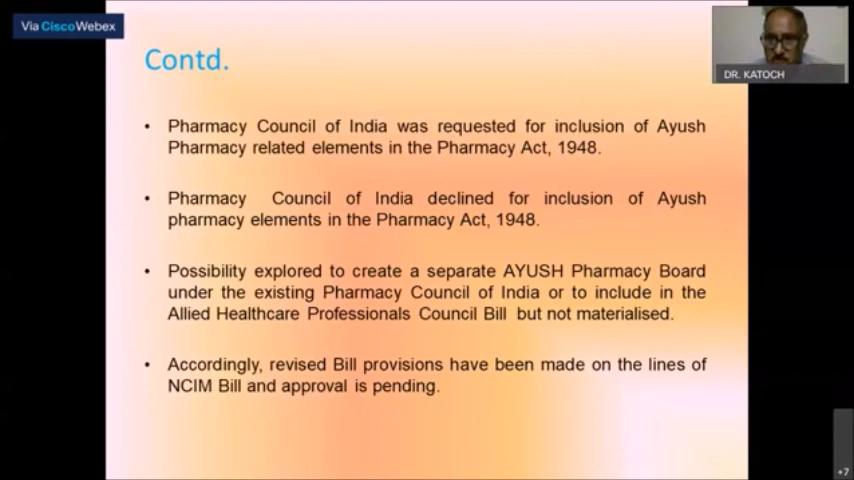 Via Cisco Webex
DR. KATOCH
Contd.
• Pharmacy Council of India was requested for inclusion of Ayush
Pharmacy related elements in the Pharmacy Act, 1948.
• Pharmacy Council of India declined for inclusion of Ayush
pharmacy elements in the Pharmacy Act, 1948.
• Possibility explored to create a separate AYUSH Pharmacy Board
under the existing Pharmacy Council of India or to include in the
Allied Healthcare Professionals Council Bill but not materialised.
• Accordingly, revised Bill provisions have been made on the lines of
NCIM Bill and approval is pending.
+7